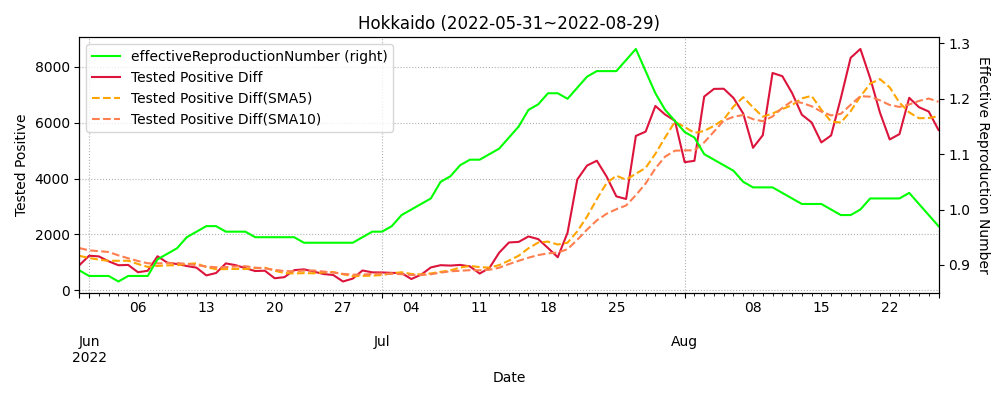 Hokkaido (2022-05-31~2022-08-29)
effectiveReproductionNumber (right)
Tested Positive Diff
Tested Positive Diff(SMA5)
Tested Positive Diff(SMA10)
Tested Positive
8000
6000
4000
2000
0
1.3
1.2
1.1
1.0
0.9
Effective Reproduction Number
06 13 20 27 04 11 18 25 08 15 22
Jun Jul Aug
2022
Date